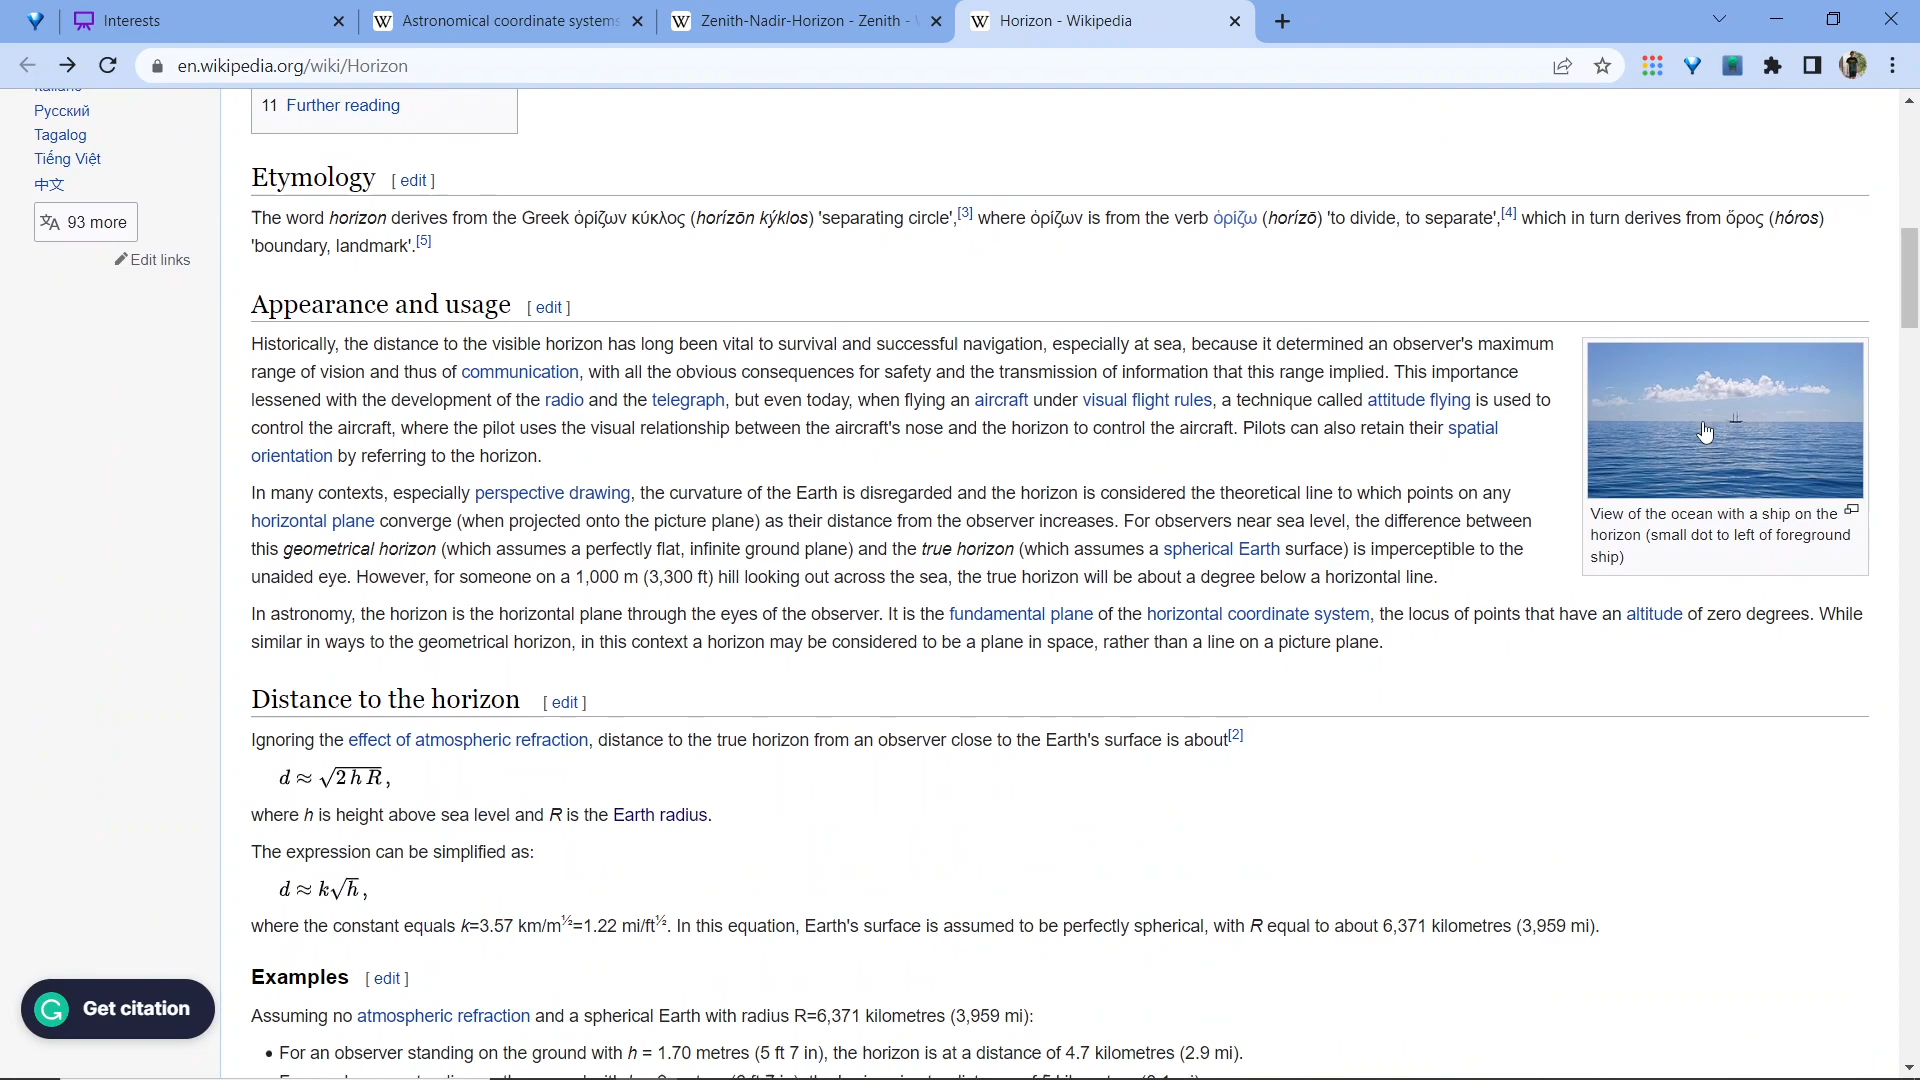 Interests
Astronomical coordinate systems
Zenith-Nadir-Horizon - Zenith -
Horizon - Wikipedia
en.wikipedia.org/wiki/Horizon
Italiano
Русский
Tagalog
Tiếng Việt
中文
93 more
Edit links
11 Further reading
Etymology [ edit ]
The word horizon derives from the Greek ὁρίζων κύκλος (horízōn kýklos) 'separating circle',[3] where ὁρίζων is from the verb ὁρίζω (horízō) 'to divide, to separate',[4] which in turn derives from ὅρος (hóros)
'boundary, landmark'.[5]
Appearance and usage [ edit ]
Historically, the distance to the visible horizon has long been vital to survival and successful navigation, especially at sea, because it determined an observer's maximum
range of vision and thus of communication, with all the obvious consequences for safety and the transmission of information that this range implied. This importance
lessened with the development of the radio and the telegraph, but even today, when flying an aircraft under visual flight rules, a technique called attitude flying is used to
control the aircraft, where the pilot uses the visual relationship between the aircraft's nose and the horizon to control the aircraft. Pilots can also retain their spatial
orientation by referring to the horizon.
In many contexts, especially perspective drawing, the curvature of the Earth is disregarded and the horizon is considered the theoretical line to which points on any
horizontal plane converge (when projected onto the picture plane) as their distance from the observer increases. For observers near sea level, the difference between
this geometrical horizon (which assumes a perfectly flat, infinite ground plane) and the true horizon (which assumes a spherical Earth surface) is imperceptible to the
unaided eye. However, for someone on a 1,000 m (3,300 ft) hill looking out across the sea, the true horizon will be about a degree below a horizontal line.
View of the ocean with a ship on the
horizon (small dot to left of foreground
ship)
In astronomy, the horizon is the horizontal plane through the eyes of the observer. It is the fundamental plane of the horizontal coordinate system, the locus of points that have an altitude of zero degrees. While
similar in ways to the geometrical horizon, in this context a horizon may be considered to be a plane in space, rather than a line on a picture plane.
Distance to the horizon [ edit ]
Ignoring the effect of atmospheric refraction, distance to the true horizon from an observer close to the Earth's surface is about[2]
d ≈ √2 h R ,
where h is height above sea level and R is the Earth radius.
The expression can be simplified as:
d ≈ k√h ,
where the constant equals k=3.57 km/m½=1.22 mi/ft½. In this equation, Earth's surface is assumed to be perfectly spherical, with R equal to about 6,371 kilometres (3,959 mi).
Examples [ edit ]
Assuming no atmospheric refraction and a spherical Earth with radius R=6,371 kilometres (3,959 mi):
• For an observer standing on the ground with h = 1.70 metres (5 ft 7 in), the horizon is at a distance of 4.7 kilometres (2.9 mi).
Get citation